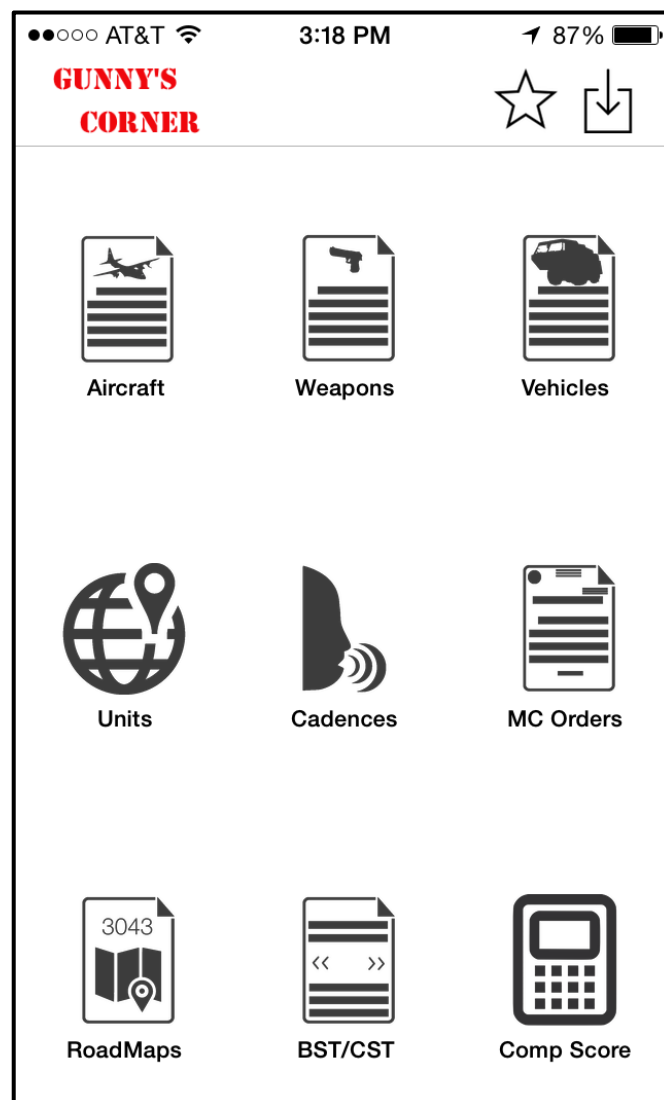 AT&T 3:18 PM 87%
GUNNY'S
CORNER
Aircraft Weapons Vehicles
Units Cadences MC Orders
3043
<< >>
RoadMaps BST/CST Comp Score